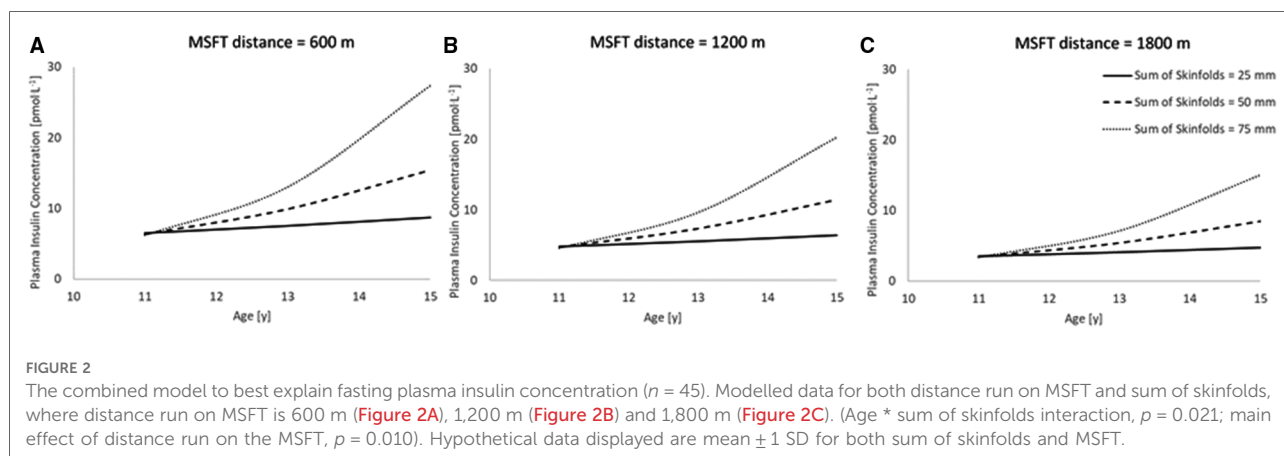 A
MSFT distance = 600 m
Plasma Insulin Concentration [pmol·L⁻¹]
30
20
10
0
10 11 12 13 14 15
Age [y]
B
MSFT distance = 1200 m
Plasma Insulin Concentration [pmol·L⁻¹]
30
20
10
0
10 11 12 13 14 15
Age [y]
C
MSFT distance = 1800 m
Plasma Insulin Concentration [pmol·L⁻¹]
30
20
10
0
10 11 12 13 14 15
Age [y]
Sum of Skinfolds = 25 mm
Sum of Skinfolds = 50 mm
Sum of Skinfolds = 75 mm
FIGURE 2
The combined model to best explain fasting plasma insulin concentration (n = 45). Modelled data for both distance run on MSFT and sum of skinfolds,
where distance run on MSFT is 600 m (Figure 2A), 1,200 m (Figure 2B) and 1,800 m (Figure 2C). (Age * sum of skinfolds interaction, p = 0.021; main
effect of distance run on the MSFT, p = 0.010). Hypothetical data displayed are mean ± 1 SD for both sum of skinfolds and MSFT.